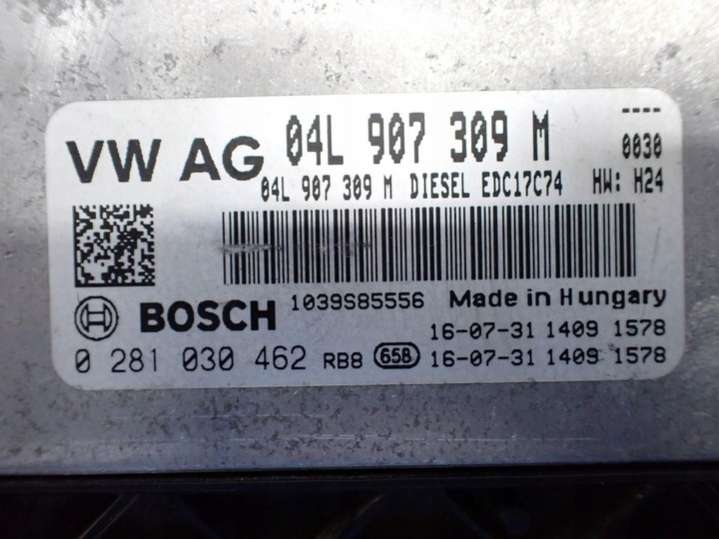 ----
VW AG 04L 907 309 M 0030
04L 907 309 M DIESEL EDC17C74 HW: H24
BOSCH 1039S85556 Made in Hungary
16-07-31 1409 1578
0 281 030 462 RB8 658 16-07-31 1409 1578